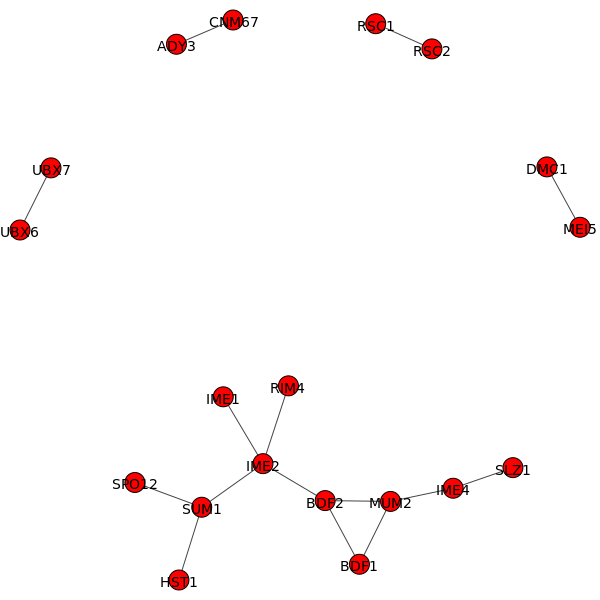 CNM67
ADY3
RSC1
RSC2
UBX7
UBX6
DMC1
MEI5
IME1
RIM4
IME2
SPO12
SUM1
HST1
BDF2
MUM2
BDF1
IME4
SLZ1